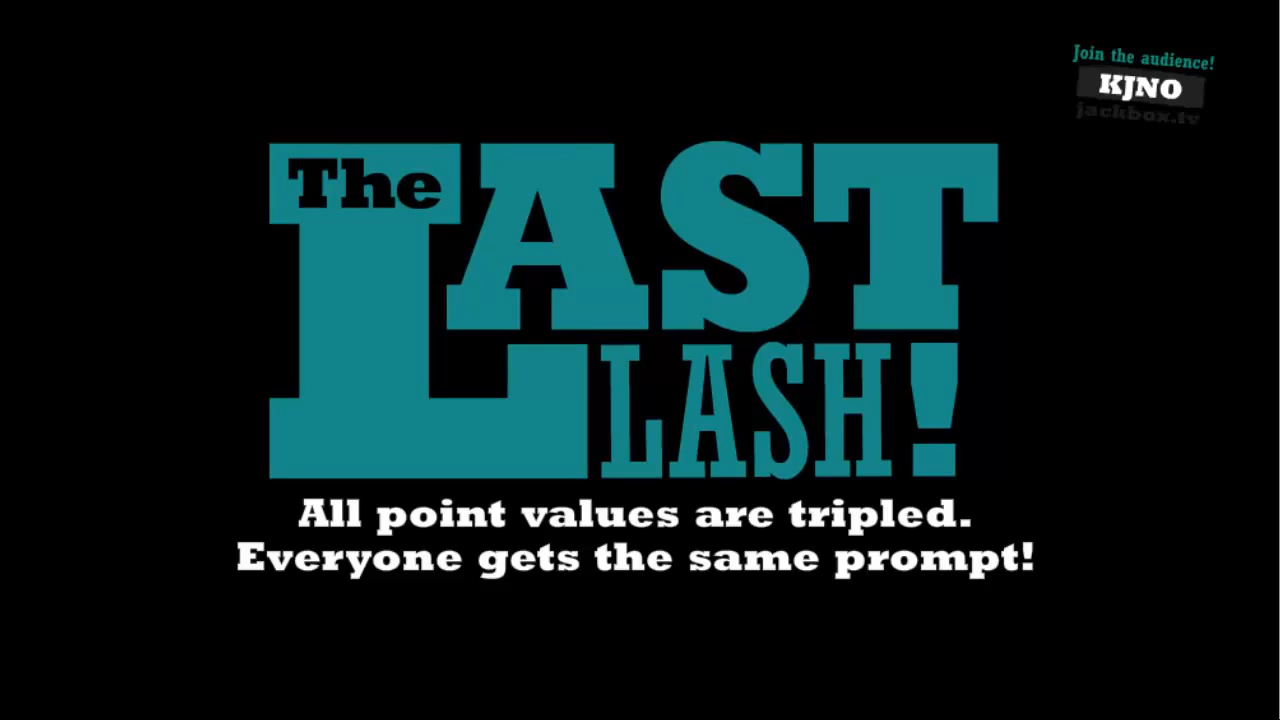 Join the audience!
KJNO
jackbox.tv
The LAST
LASH!
All point values are tripled.
Everyone gets the same prompt!